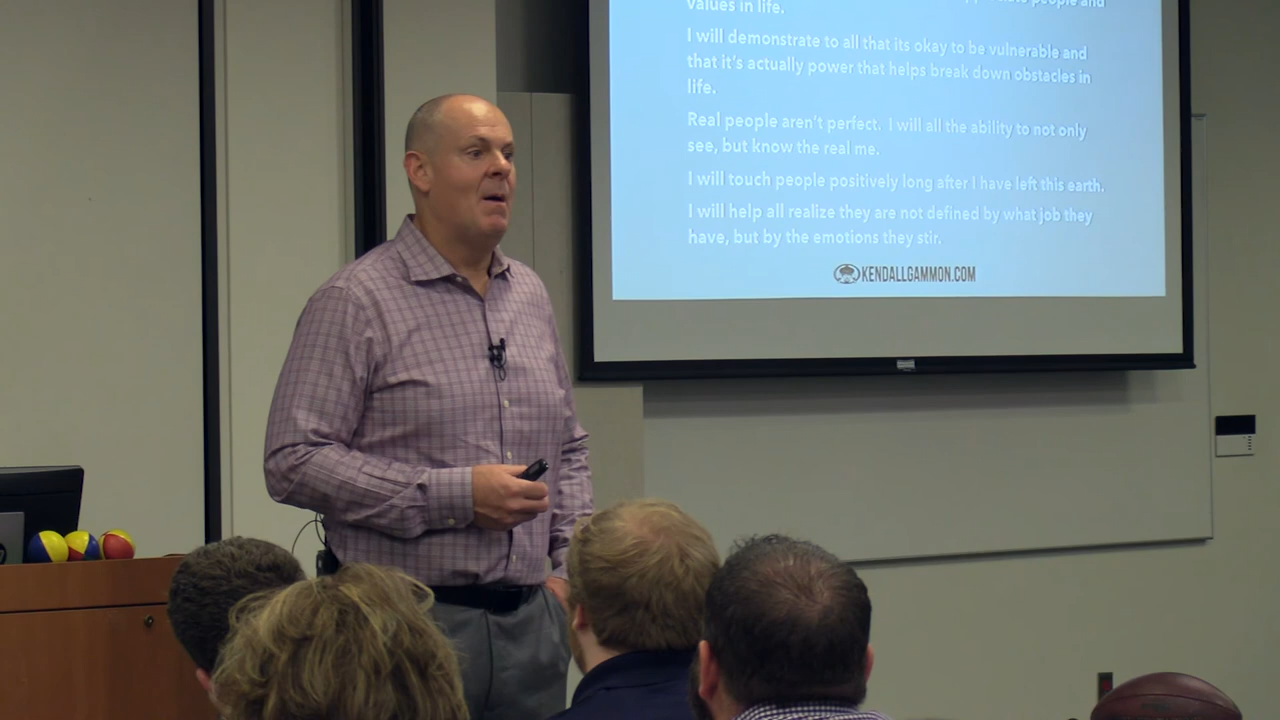 people and
values in life.
I will demonstrate to all that its okay to be vulnerable and
that it's actually power that helps break down obstacles in
life.
Real people aren't perfect. I will all the ability to not only
see, but know the real me.
I will touch people positively long after I have left this earth.
I will help all realize they are not defined by what job they
have, but by the emotions they stir.
KENDALLGAMMON.COM